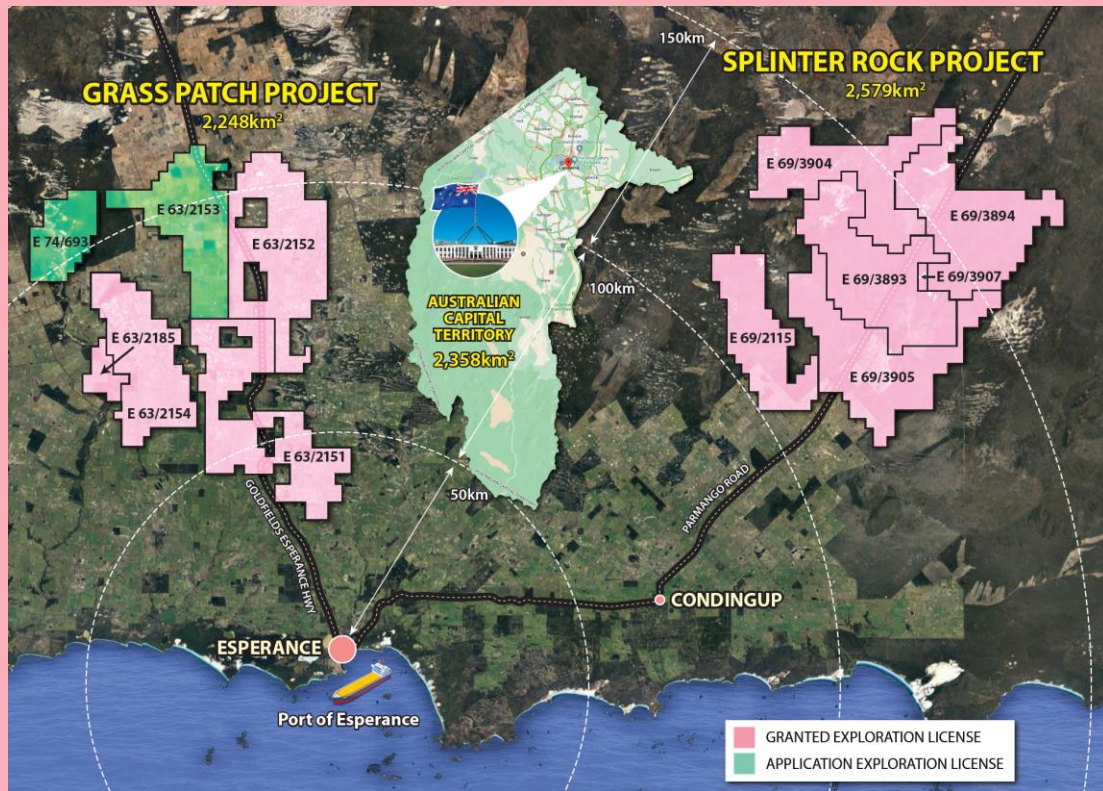 GRASS PATCH PROJECT
2,248km²
150km
SPLINTER ROCK PROJECT
2,579km²
E 74/693
E 63/2153
E 63/2152
E 63/2185
E 63/2154
E 63/2151
AUSTRALIAN
CAPITAL
TERRITORY
2,358km²
100km
50km
E 69/3904
E 69/3894
E 69/3893
E 69/3907
E 69/2115
E 69/3905
GOLDFIELDS ESPERANCE HWY
PARMANGO ROAD
CONDINGUP
ESPERANCE
Port of Esperance
GRANTED EXPLORATION LICENSE
APPLICATION EXPLORATION LICENSE